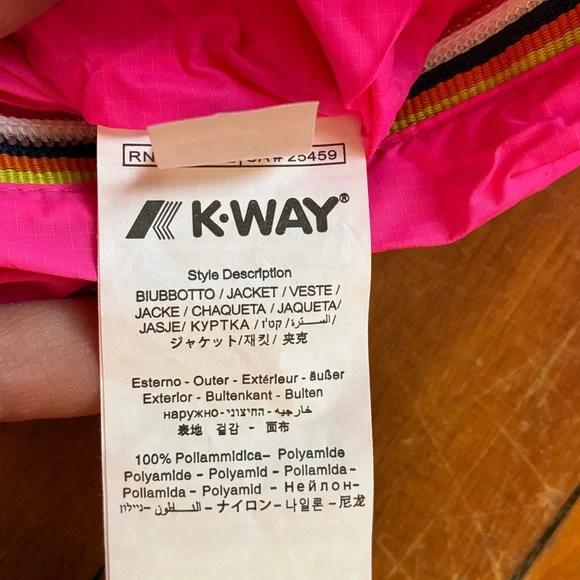 RN CA# 25459
K·WAY®
Style Description
BIUBBOTTO / JACKET / VESTE /
JACKE / CHAQUETA / JAQUETA/
JASJE/ КУРТКА / קט'ז /السترة/
ジャケット/재킷/ 夹克
Esterno - Outer - Extérieur - äußer
Exterior - Bultenkant - Bulten
наружно-החיצוני-خارجيه
表地 겉감 - 面布
100% Poliammidica- Polyamide
Polyamide - Polyamid - Poliamida-
Poliamida - Polyamid - Нейлон-
ניילון - النايلون - ナイロン-나일론-尼龙